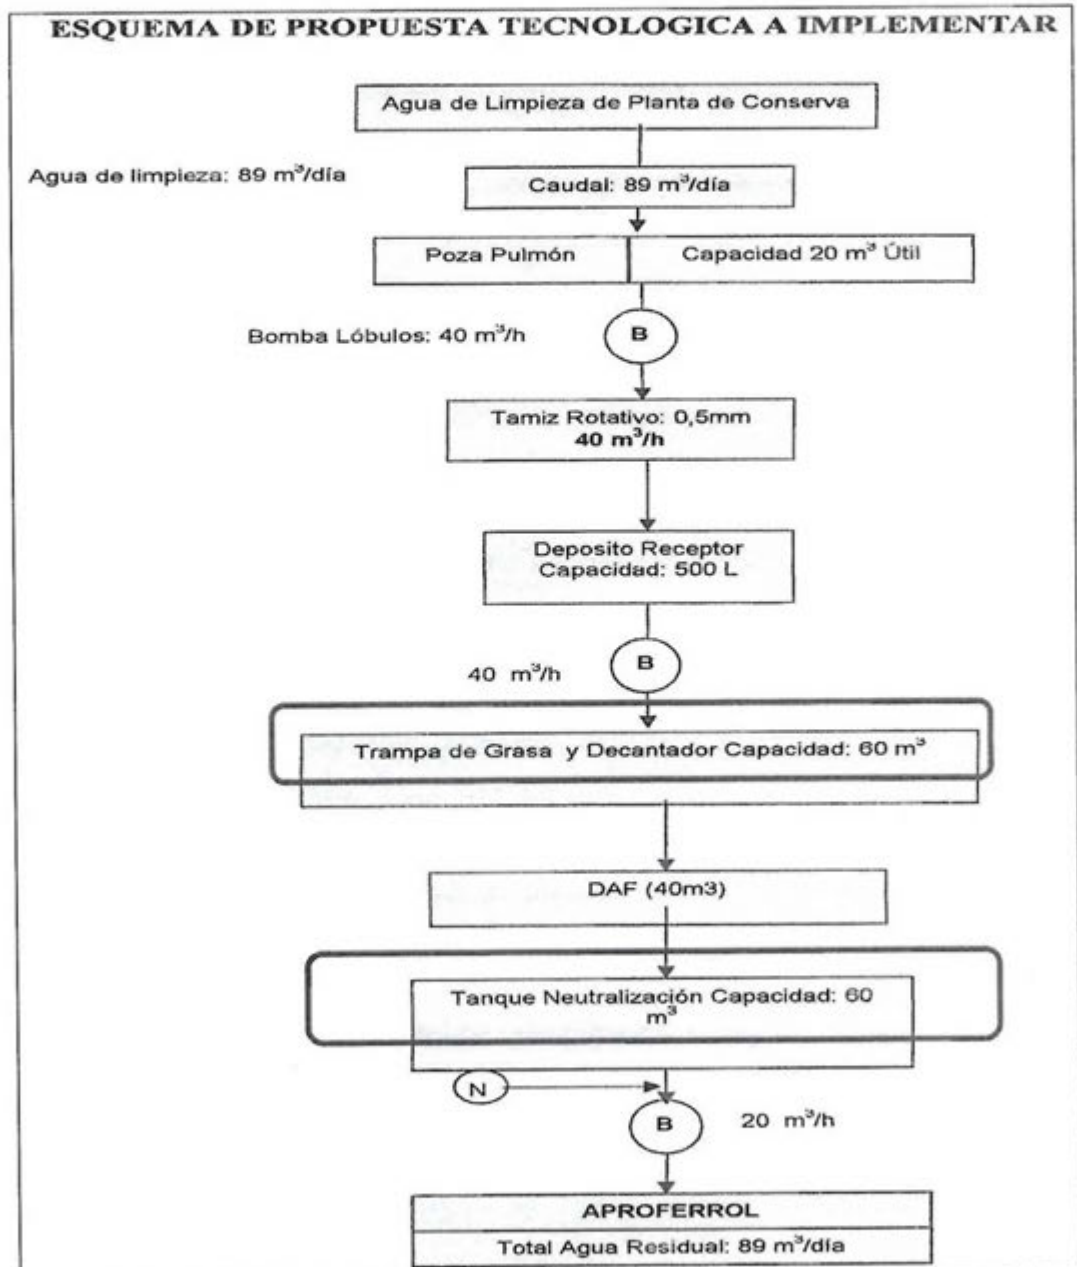 ESQUEMA DE PROPUESTA TECNOLOGICA A IMPLEMENTAR
Agua de Limpieza de Planta de Conserva
Agua de limpieza: 89 m³/día
Caudal: 89 m³/día
Poza Pulmón
Capacidad 20 m³ Útil
Bomba Lóbulos: 40 m³/h
B
Tamiz Rotativo: 0,5mm
40 m³/h
Deposito Receptor
Capacidad: 500 L
40 m³/h
B
Trampa de Grasa y Decantador Capacidad: 60 m³
DAF (40m3)
Tanque Neutralización Capacidad: 60
m³
N
B
20 m³/h
APROFERROL
Total Agua Residual: 89 m³/día